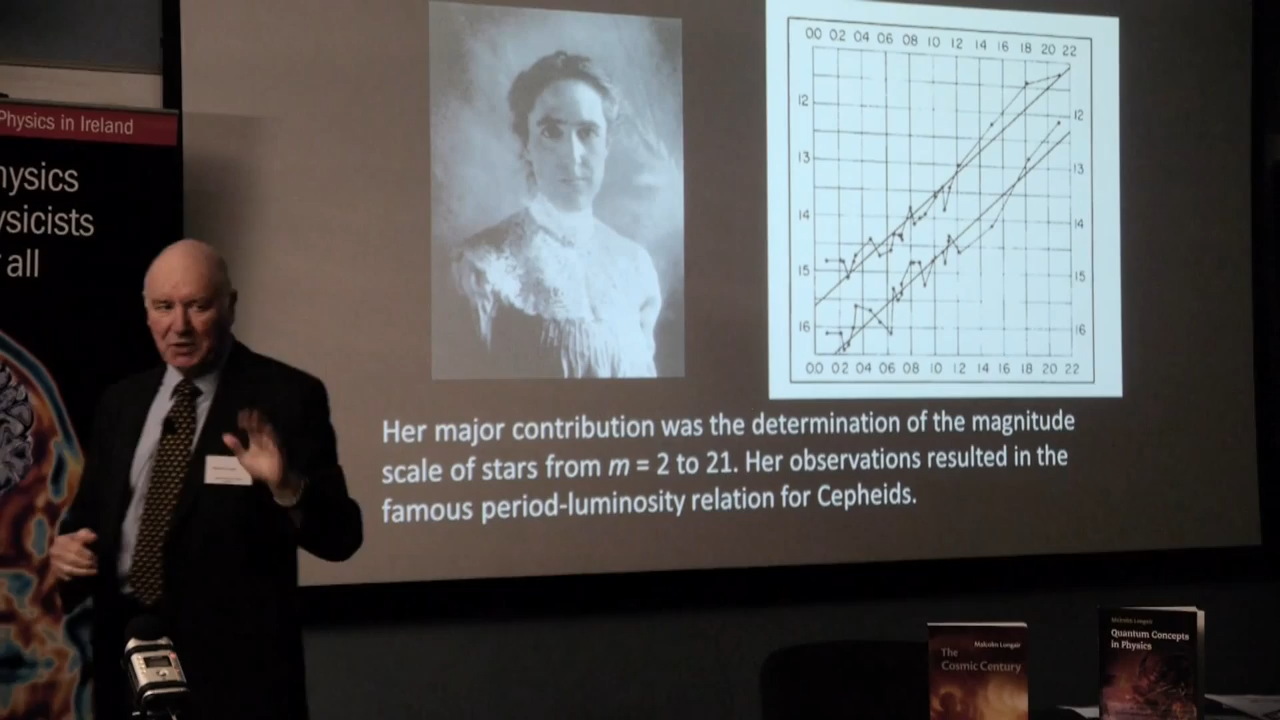 Physics in Ireland
hysics
ysicists
all
00 02 04 06 08 10 12 14 16 18 20 22
12
13
14
15
16
12
13
14
15
16
00 02 04 06 08 10 12 14 16 18 20 22
Her major contribution was the determination of the magnitude
scale of stars from m = 2 to 21. Her observations resulted in the
famous period-luminosity relation for Cepheids.
Malcolm Longair
The
Cosmic Century
Malcolm Longair
Quantum Concepts
in Physics